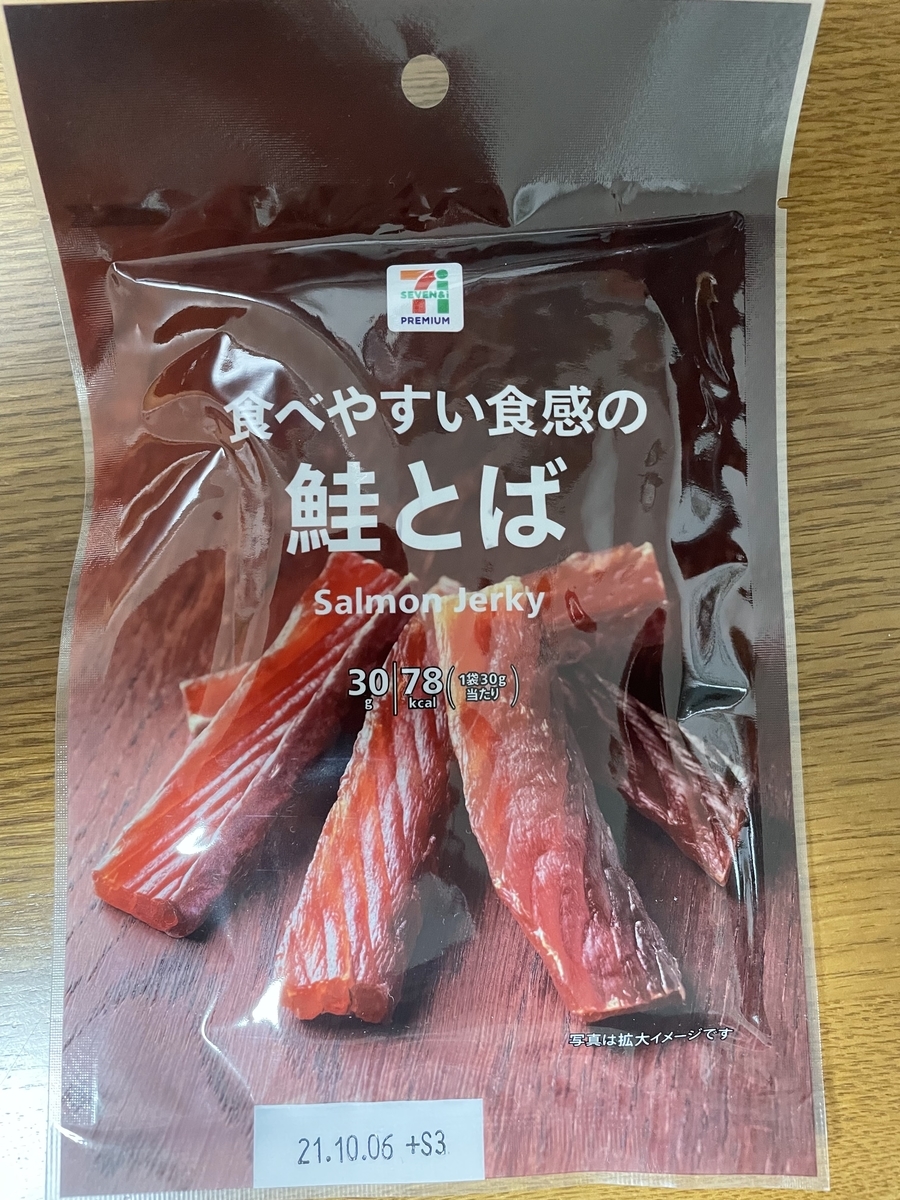 7i
SEVEN&i
PREMIUM
食べやすい食感の
鮭とば
Salmon Jerky
30g 78kcal (1袋30g当たり)
写真は拡大イメージです
21.10.06 +S3